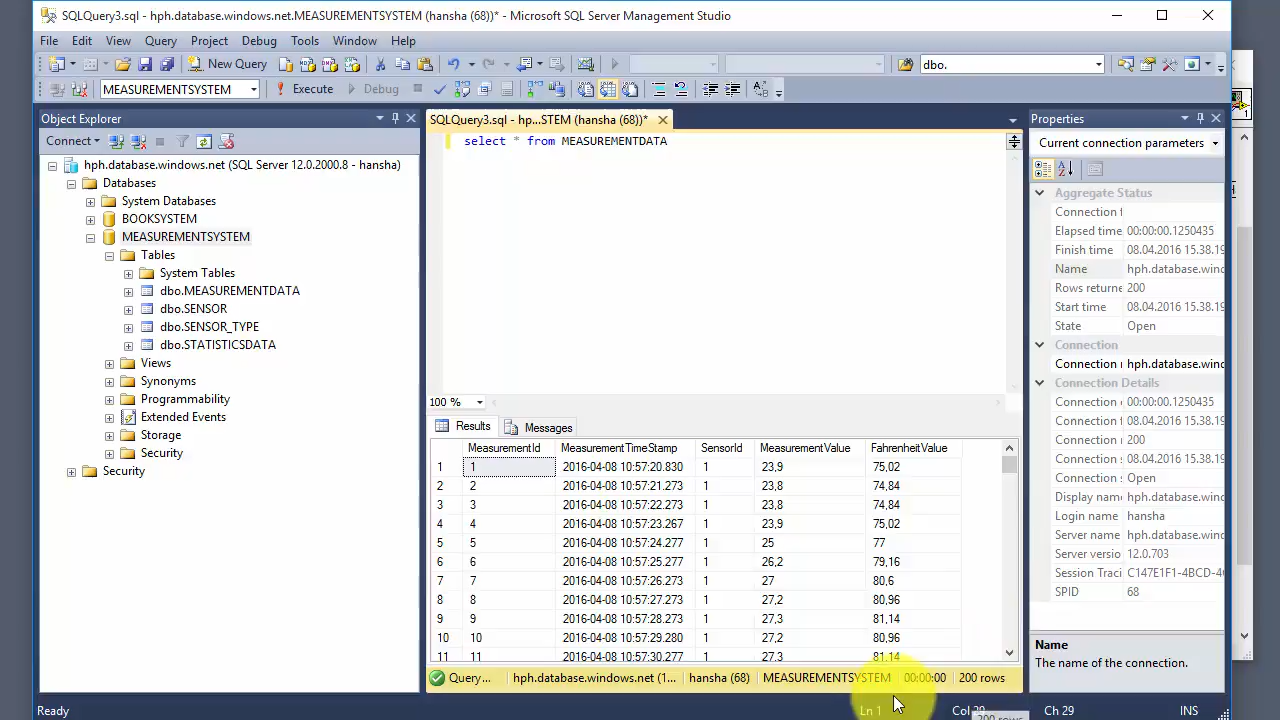 SQLQuery3.sql - hph.database.windows.net.MEASUREMENTSYSTEM (hansha (68))* - Microsoft SQL Server Management Studio
File Edit View Query Project Debug Tools Window Help
New Query dbo.
MEASUREMENTSYSTEM Execute Debug
Object Explorer
Connect
hph.database.windows.net (SQL Server 12.0.2000.8 - hansha)
Databases
System Databases
BOOKSYSTEM
MEASUREMENTSYSTEM
Tables
System Tables
dbo.MEASUREMENTDATA
dbo.SENSOR
dbo.SENSOR_TYPE
dbo.STATISTICSDATA
Views
Synonyms
Programmability
Extended Events
Storage
Security
Security
SQLQuery3.sql - hp...STEM (hansha (68))*
select * from MEASUREMENTDATA
100 %
Results Messages
MeasurementId MeasurementTimeStamp SensorId MeasurementValue FahrenheitValue
1 1 2016-04-08 10:57:20.830 1 23,9 75,02
2 2 2016-04-08 10:57:21.273 1 23,8 74,84
3 3 2016-04-08 10:57:22.273 1 23,8 74,84
4 4 2016-04-08 10:57:23.267 1 23,9 75,02
5 5 2016-04-08 10:57:24.277 1 25 77
6 6 2016-04-08 10:57:25.277 1 26,2 79,16
7 7 2016-04-08 10:57:26.273 1 27 80,6
8 8 2016-04-08 10:57:27.273 1 27,2 80,96
9 9 2016-04-08 10:57:28.273 1 27,3 81,14
10 10 2016-04-08 10:57:29.280 1 27,2 80,96
11 11 2016-04-08 10:57:30.277 1 27,3 81,14
Query... hph.database.windows.net (1... hansha (68) MEASUREMENTSYSTEM 00:00:00 200 rows
Properties
Current connection parameters
Aggregate Status
Connection f
Elapsed time 00:00:00.1250435
Finish time 08.04.2016 15.38.19
Name hph.database.wind
Rows returne 200
Start time 08.04.2016 15.38.19
State Open
Connection
Connection hph.database.wind
Connection Details
Connection 00:00:00.1250435
Connection f 08.04.2016 15.38.19
Connection 200
Connection s 08.04.2016 15.38.19
Connection s Open
Display name hph.database.wind
Login name hansha
Server name hph.database.wind
Server versio 12.0.703
Session Traci C147E1F1-4BCD-4
SPID 68
Name
The name of the connection.
Ready Ln 1 Ch 29 INS
200 rows